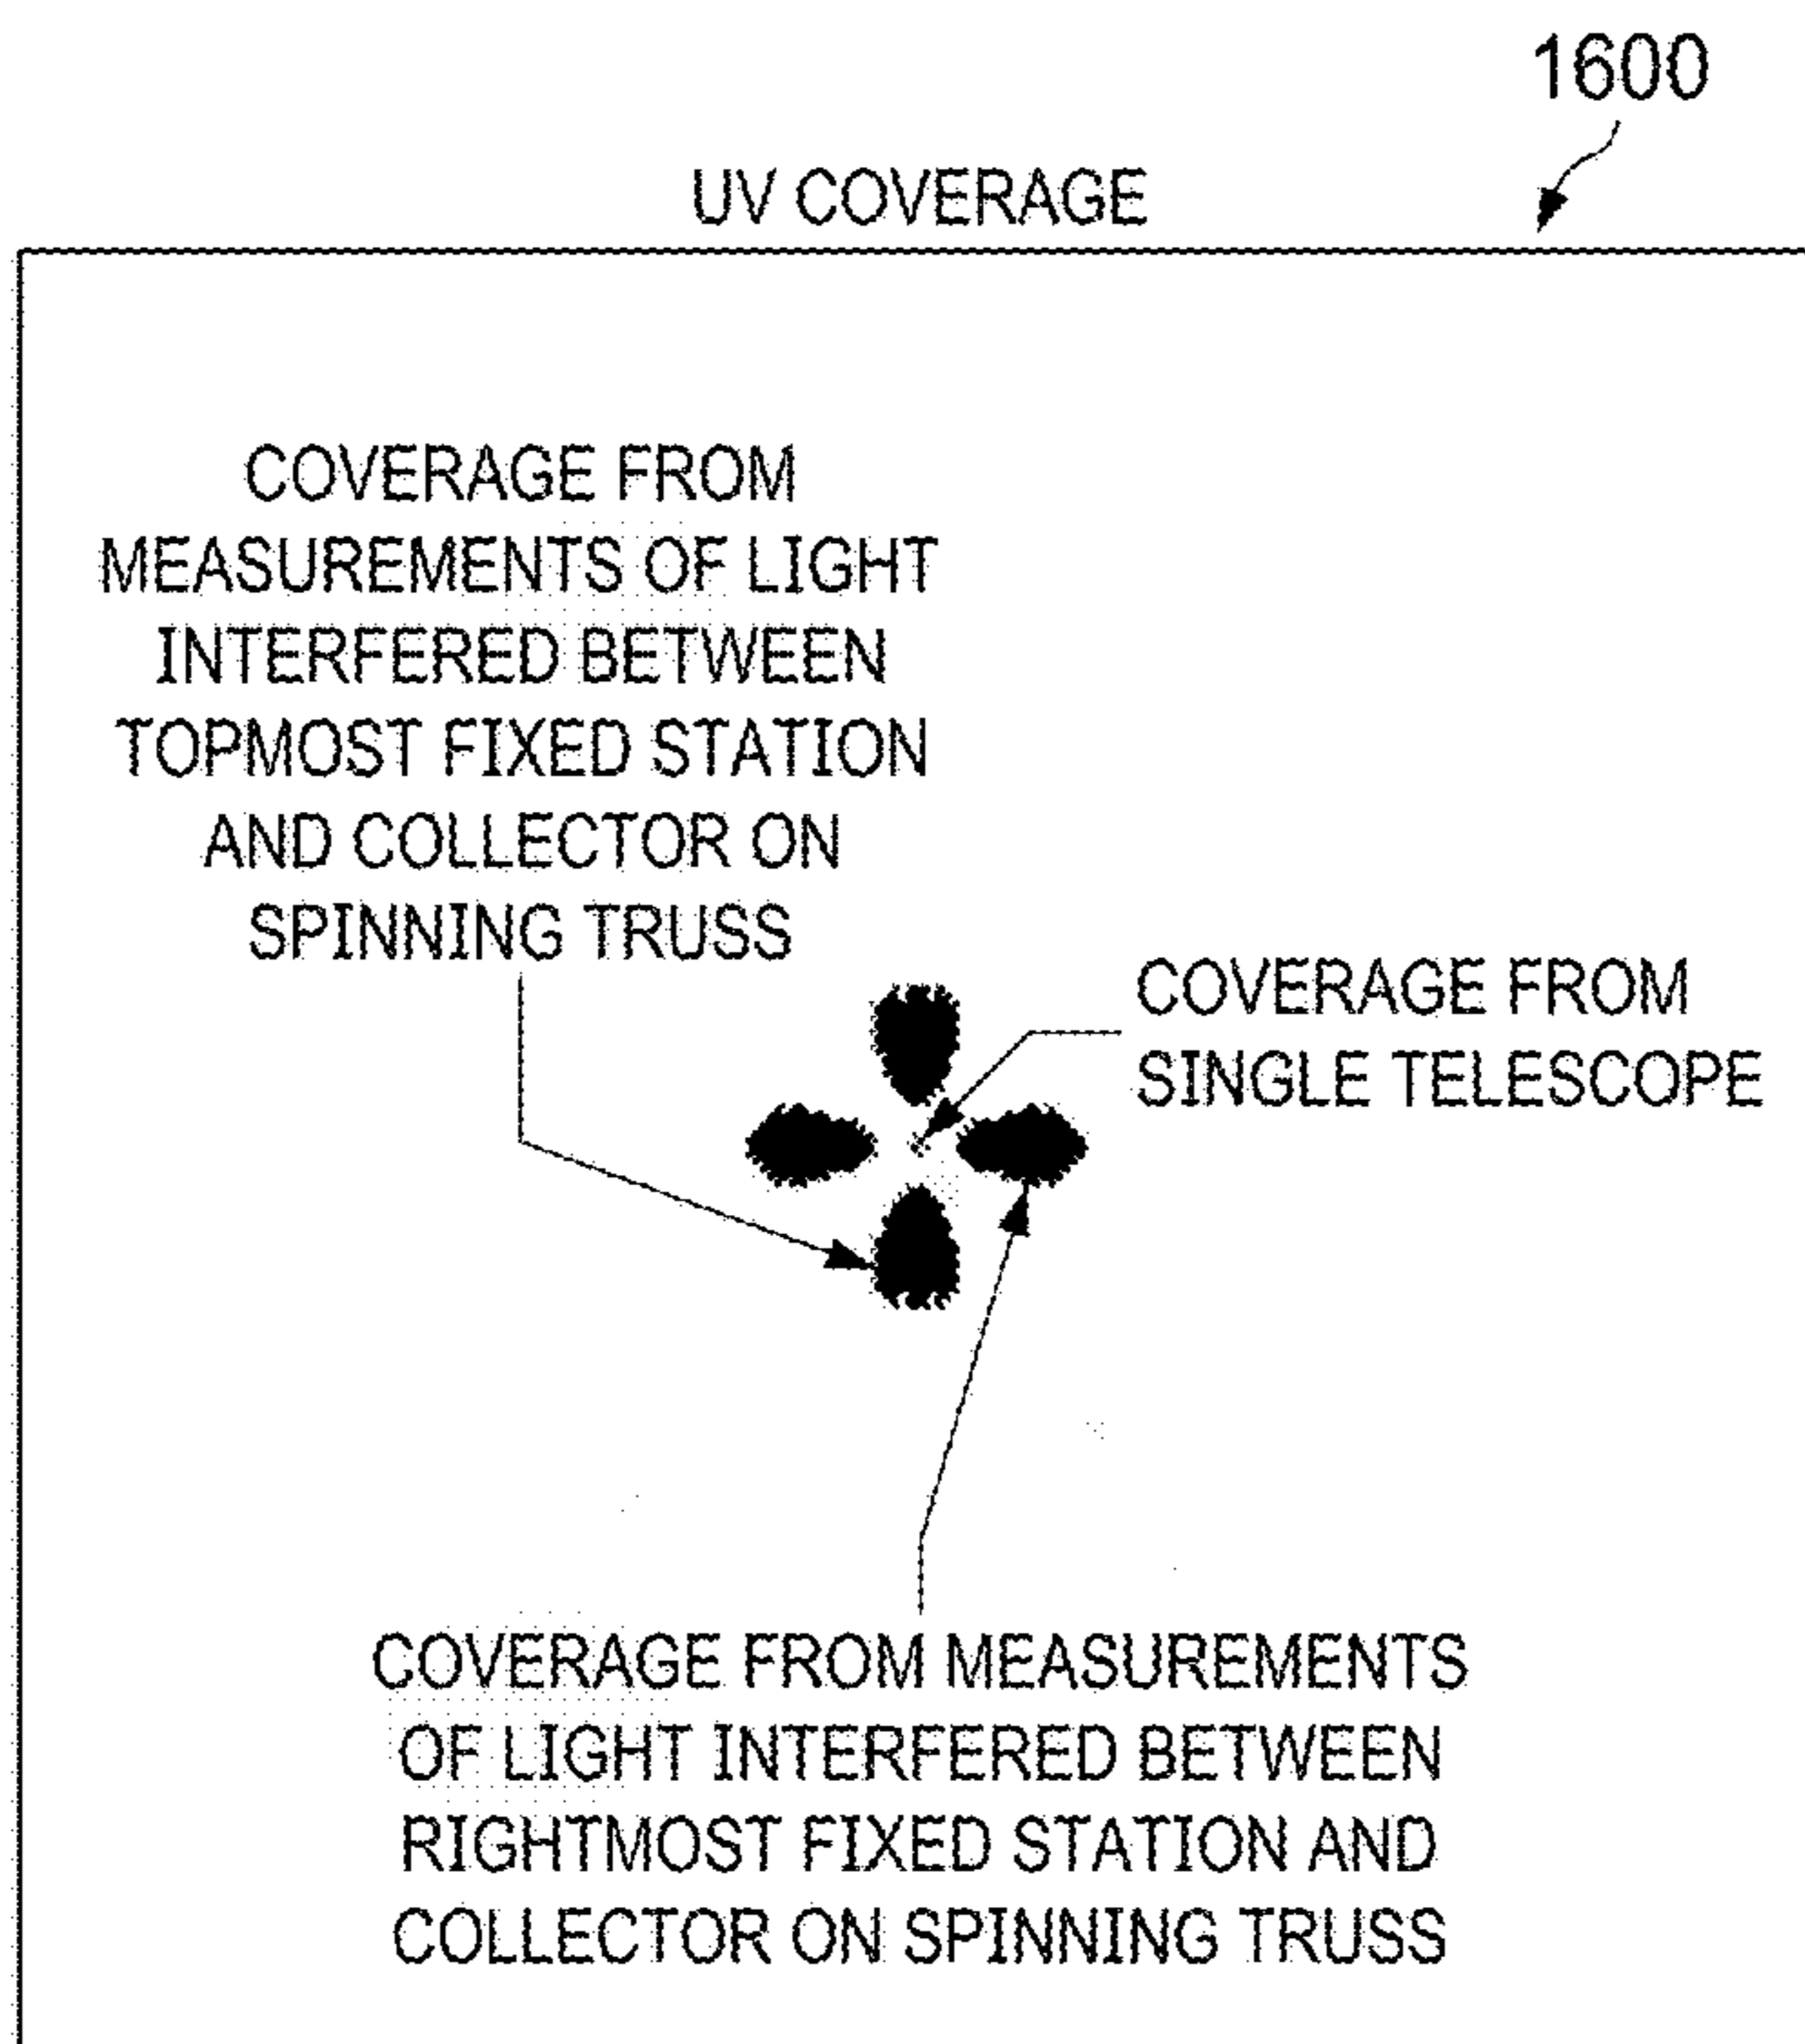 1600
UV COVERAGE
COVERAGE FROM
MEASUREMENTS OF LIGHT
INTERFERED BETWEEN
TOPMOST FIXED STATION
AND COLLECTOR ON
SPINNING TRUSS
COVERAGE FROM
SINGLE TELESCOPE
COVERAGE FROM MEASUREMENTS
OF LIGHT INTERFERED BETWEEN
RIGHTMOST FIXED STATION AND
COLLECTOR ON SPINNING TRUSS